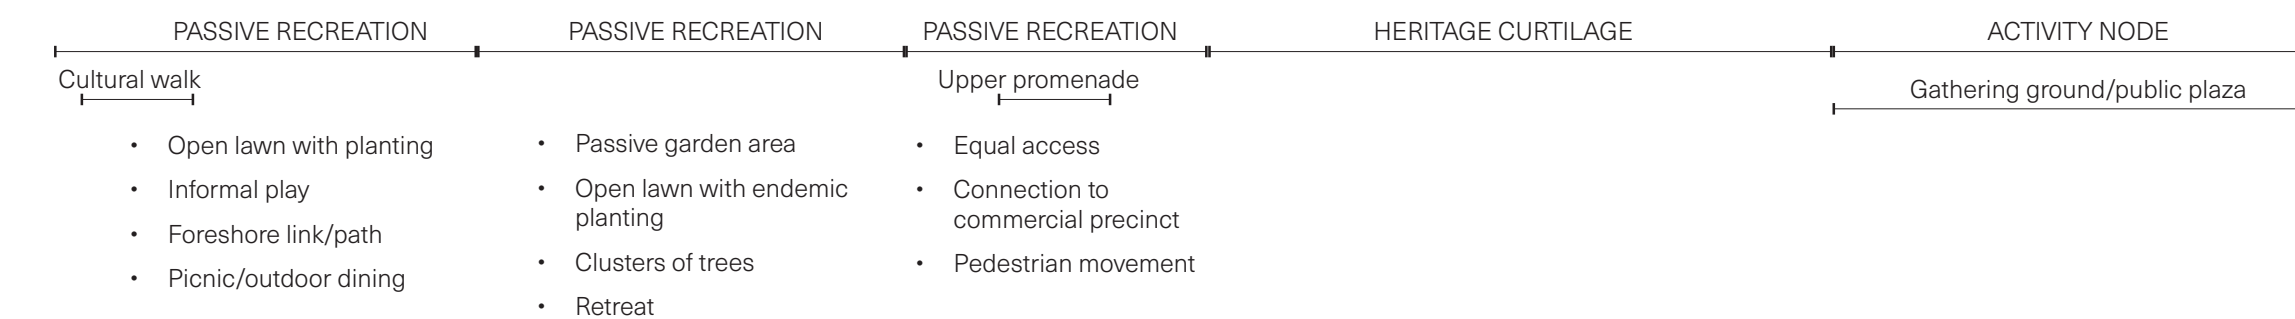 PASSIVE RECREATION
PASSIVE RECREATION
PASSIVE RECREATION
HERITAGE CURTILAGE
ACTIVITY NODE
Cultural walk
Upper promenade
Gathering ground/public plaza
• Open lawn with planting
• Informal play
• Foreshore link/path
• Picnic/outdoor dining
• Passive garden area
• Open lawn with endemic
planting
• Clusters of trees
• Retreat
• Equal access
• Connection to
commercial precinct
• Pedestrian movement